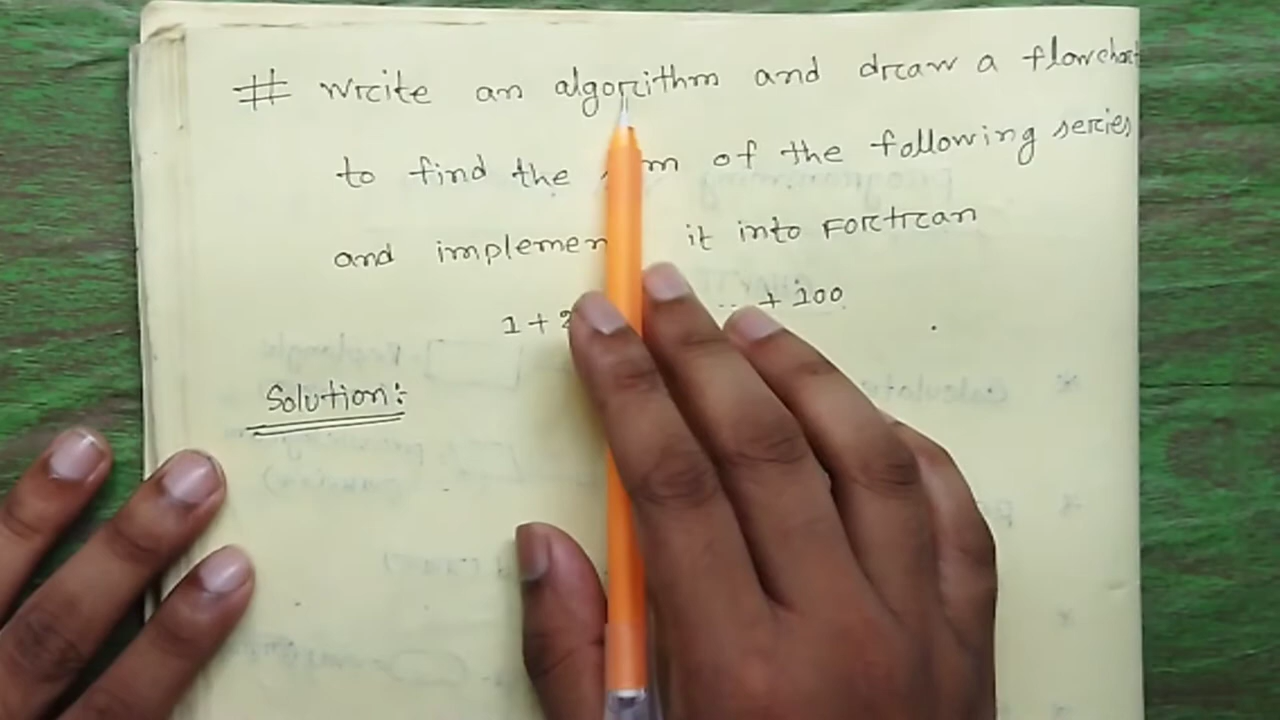 # write an algorithm and draw a flowchart
to find the of the following series
and implemen it into Fortran
1 + 2 ... + 100
Solution: